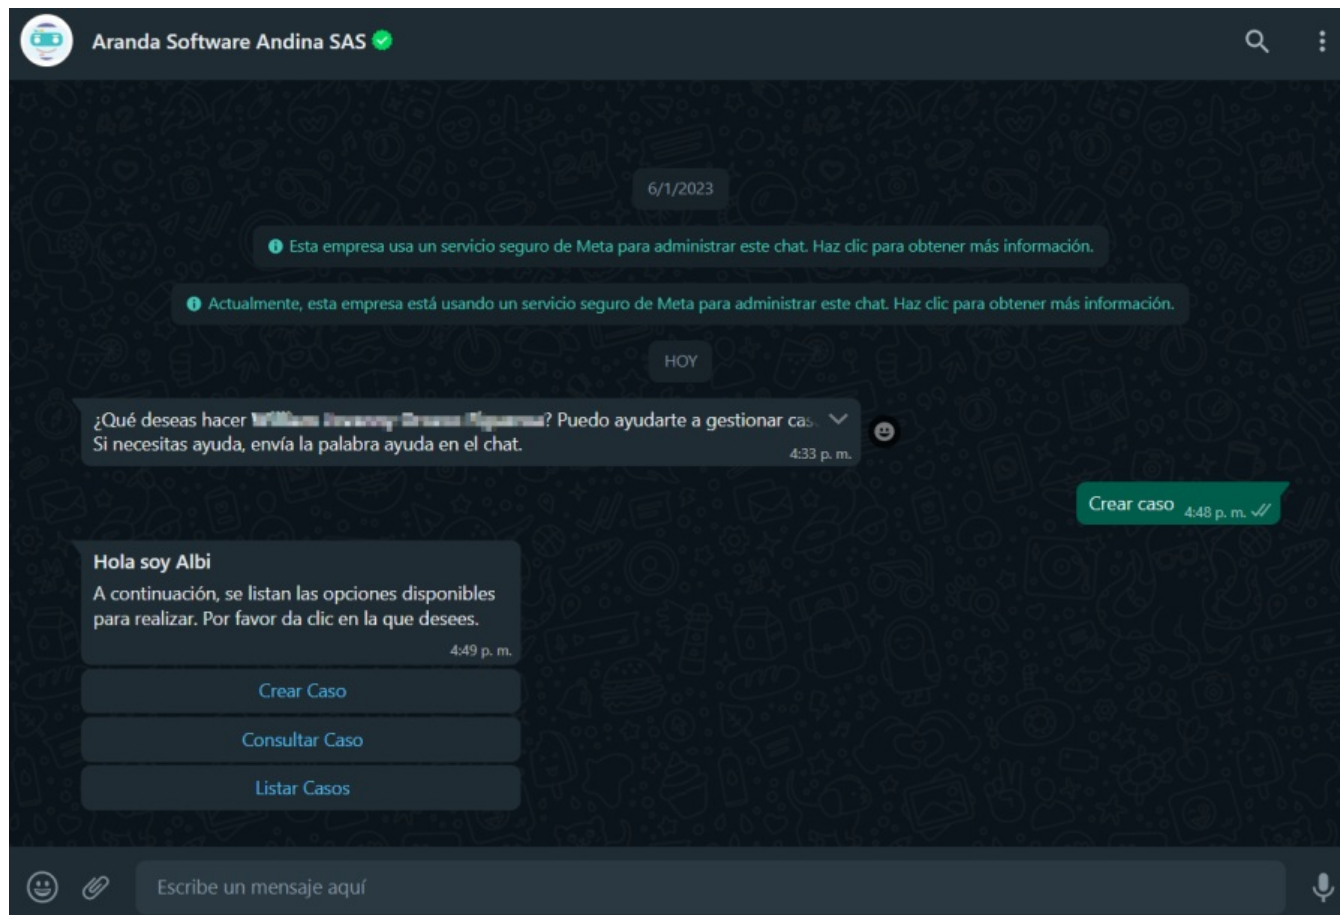 Aranda Software Andina SAS
6/1/2023
Esta empresa usa un servicio seguro de Meta para administrar este chat. Haz clic para obtener más información.
Actualmente, esta empresa está usando un servicio seguro de Meta para administrar este chat. Haz clic para obtener más información.
HOY
¿Qué deseas hacer ? Puedo ayudarte a gestionar cas
Si necesitas ayuda, envía la palabra ayuda en el chat.
4:33 p. m.
Crear caso 4:48 p. m.
Hola soy Albi
A continuación, se listan las opciones disponibles
para realizar. Por favor da clic en la que desees.
4:49 p. m.
Crear Caso
Consultar Caso
Listar Casos
Escribe un mensaje aquí